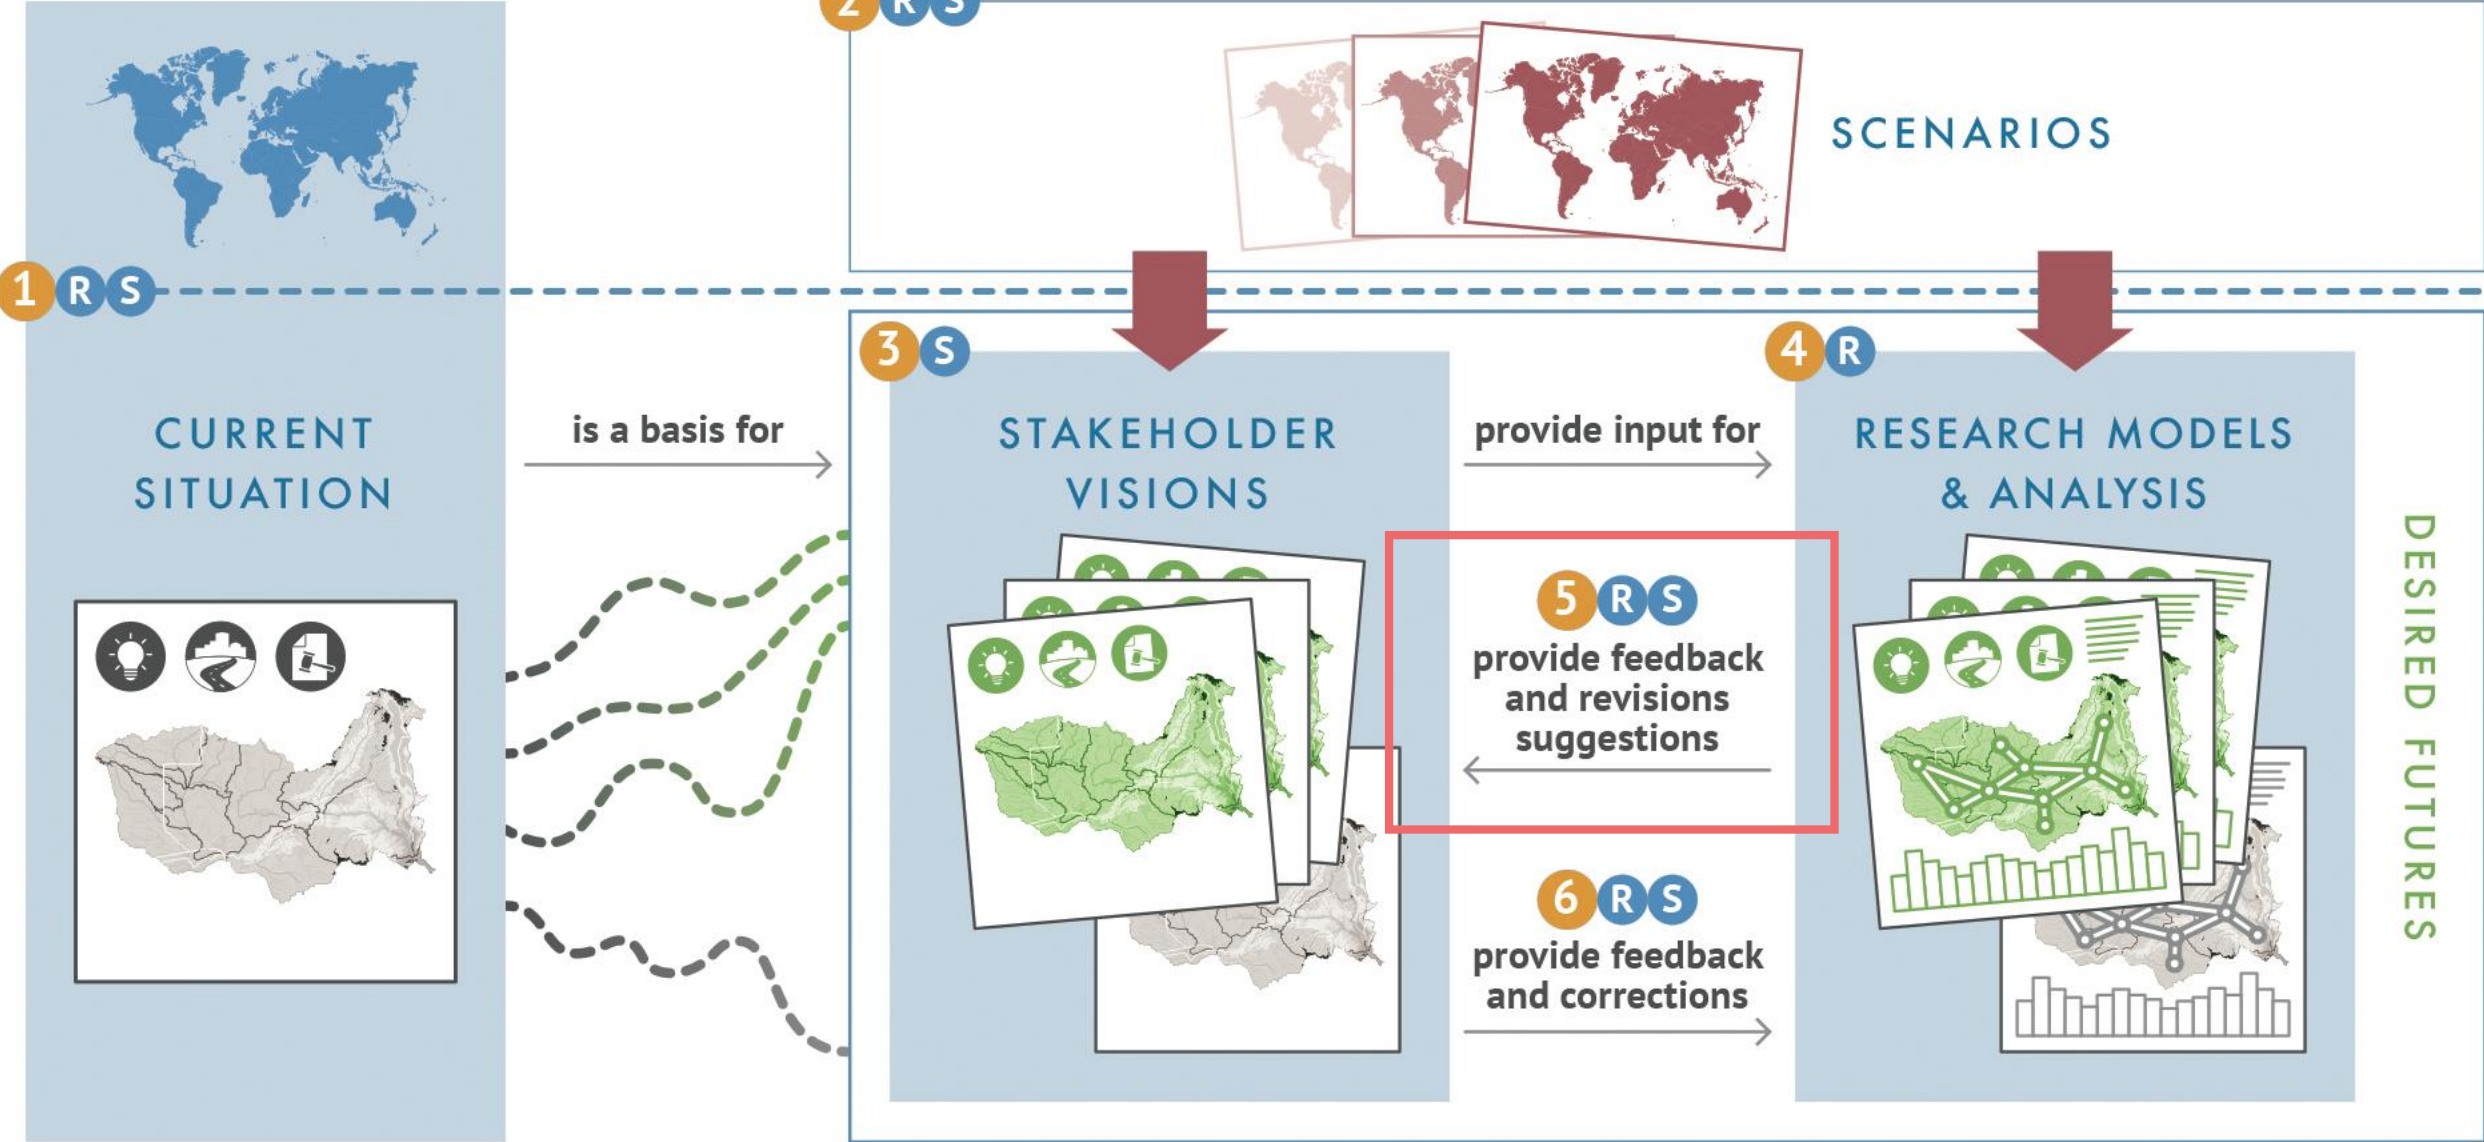 2 R S
SCENARIOS
1 R S
3 S
4 R
CURRENT
SITUATION
is a basis for
STAKEHOLDER
VISIONS
provide input for
RESEARCH MODELS
& ANALYSIS
5 R S
provide feedback
and revisions
suggestions
6 R S
provide feedback
and corrections
DESIRED FUTURES